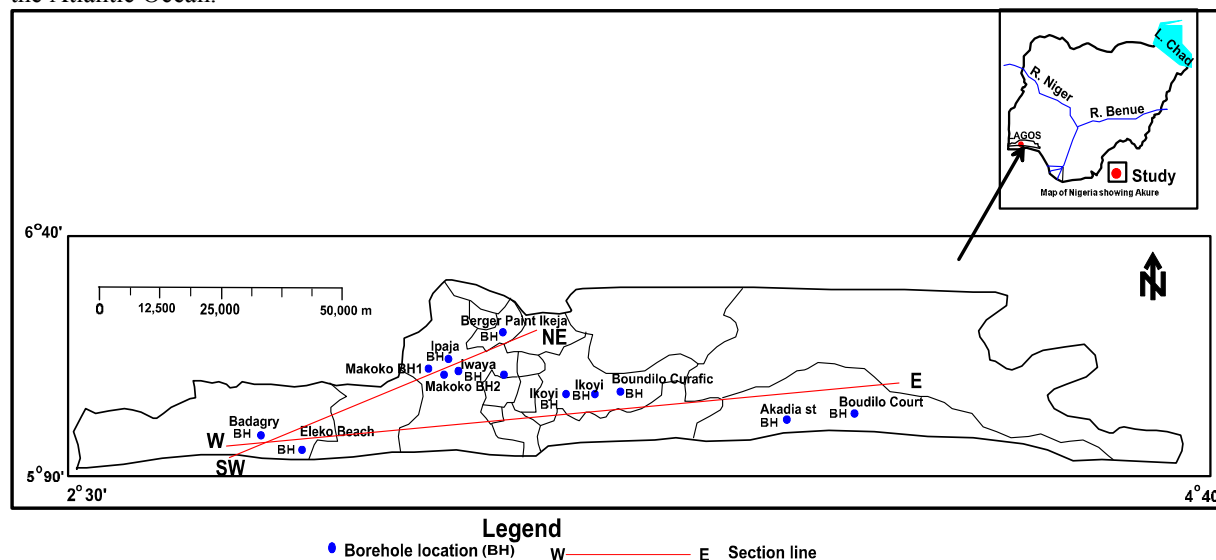 the Atlantic Ocean.
L. Chad
R. Niger
R. Benue
LAGOS
Study
Map of Nigeria showing Akure
6°40'
N
0 12,500 25,000 50,000 m
Berger Paint Ikeja
BH
NE
Ipaja
BH
Makoko BH1
Iwaya
BH
Makoko BH2
Ikoyi
BH
Ikoyi
BH
Boundilo Curafic
BH
E
Akadia st
BH
Boudilo Court
BH
Badagry
BH
Eleko Beach
BH
W
SW
5°90'
2°30'
4°40
Legend
Borehole location (BH) W E Section line